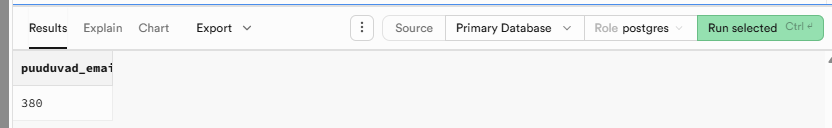 Results Explain Chart Export Source Primary Database Role postgres Run selected Ctrl ⏎
puuduvad_emai
380